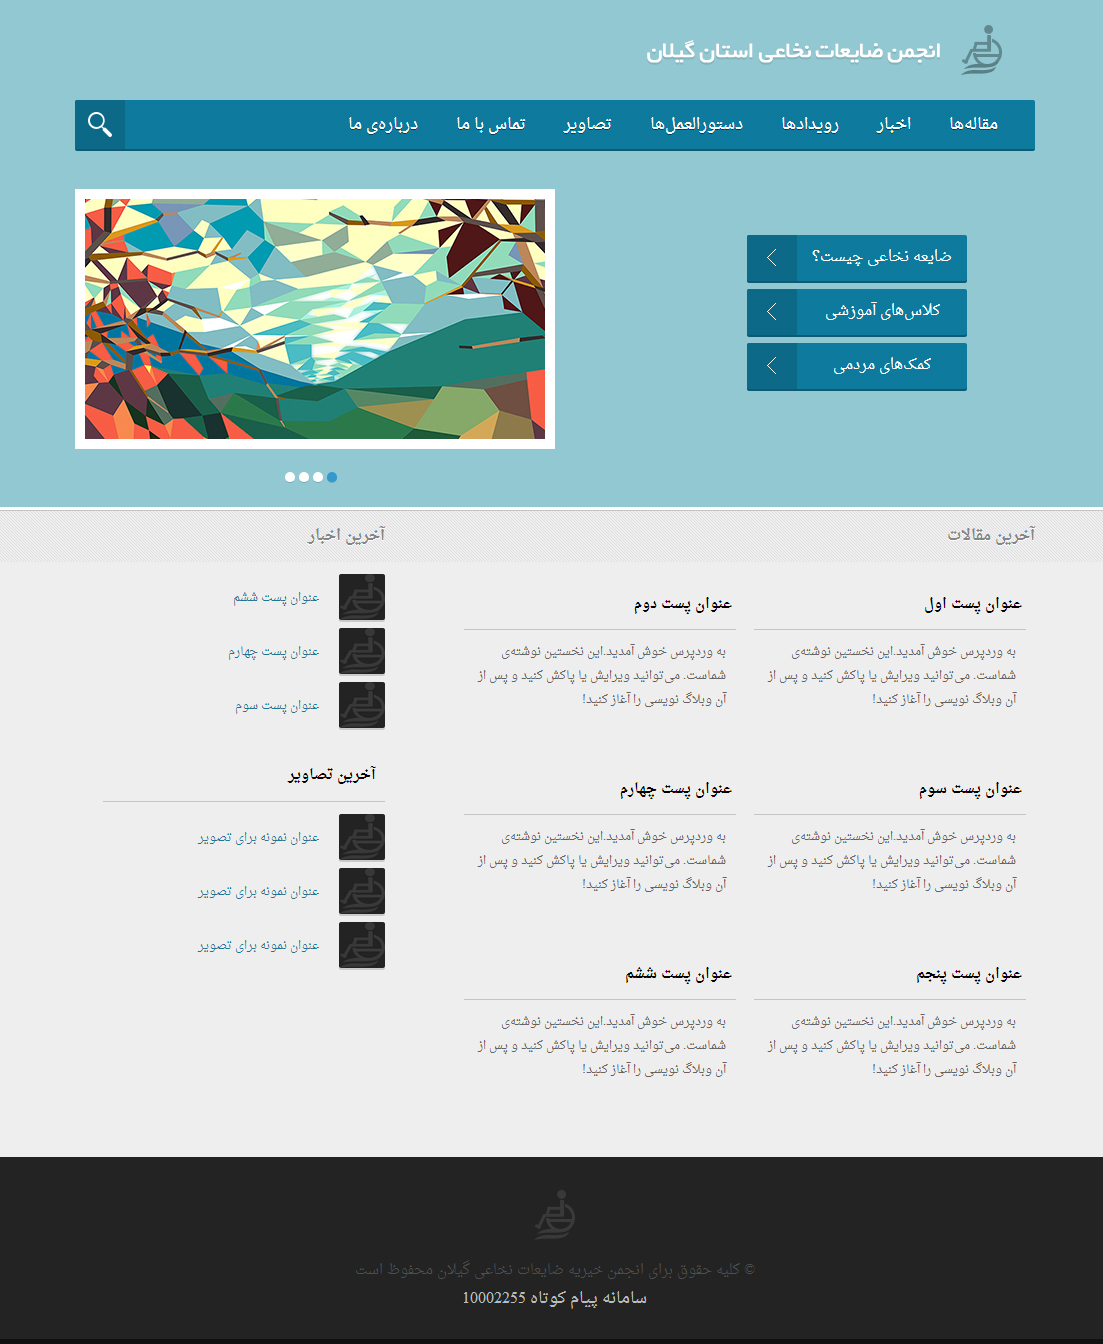 انجمن ضایعات نخاعی استان گیلان
مقاله‌ها
اخبار
رویدادها
دستورالعمل‌ها
تصاویر
تماس با ما
درباره‌ی ما
ضایعه نخاعی چیست؟
کلاس‌های آموزشی
کمک‌های مردمی
آخرین مقالات
عنوان پست اول
به وردپرس خوش آمدید.این نخستین نوشته‌ی
شماست. می‌توانید ویرایش یا پاکش کنید و پس از
آن وبلاگ نویسی را آغاز کنید!
عنوان پست دوم
به وردپرس خوش آمدید.این نخستین نوشته‌ی
شماست. می‌توانید ویرایش یا پاکش کنید و پس از
آن وبلاگ نویسی را آغاز کنید!
عنوان پست سوم
به وردپرس خوش آمدید.این نخستین نوشته‌ی
شماست. می‌توانید ویرایش یا پاکش کنید و پس از
آن وبلاگ نویسی را آغاز کنید!
عنوان پست چهارم
به وردپرس خوش آمدید.این نخستین نوشته‌ی
شماست. می‌توانید ویرایش یا پاکش کنید و پس از
آن وبلاگ نویسی را آغاز کنید!
عنوان پست پنجم
به وردپرس خوش آمدید.این نخستین نوشته‌ی
شماست. می‌توانید ویرایش یا پاکش کنید و پس از
آن وبلاگ نویسی را آغاز کنید!
عنوان پست ششم
به وردپرس خوش آمدید.این نخستین نوشته‌ی
شماست. می‌توانید ویرایش یا پاکش کنید و پس از
آن وبلاگ نویسی را آغاز کنید!
آخرین اخبار
عنوان پست ششم
عنوان پست چهارم
عنوان پست سوم
آخرین تصاویر
عنوان نمونه برای تصویر
عنوان نمونه برای تصویر
عنوان نمونه برای تصویر
© کلیه حقوق برای انجمن خیریه ضایعات نخاعی گیلان محفوظ است
سامانه پیام کوتاه 10002255